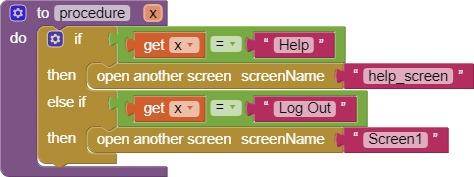 to procedure x
do if get x = “ Help ”
then open another screen screenName “ help_screen ”
else if get x = “ Log Out ”
then open another screen screenName “ Screen1 ”